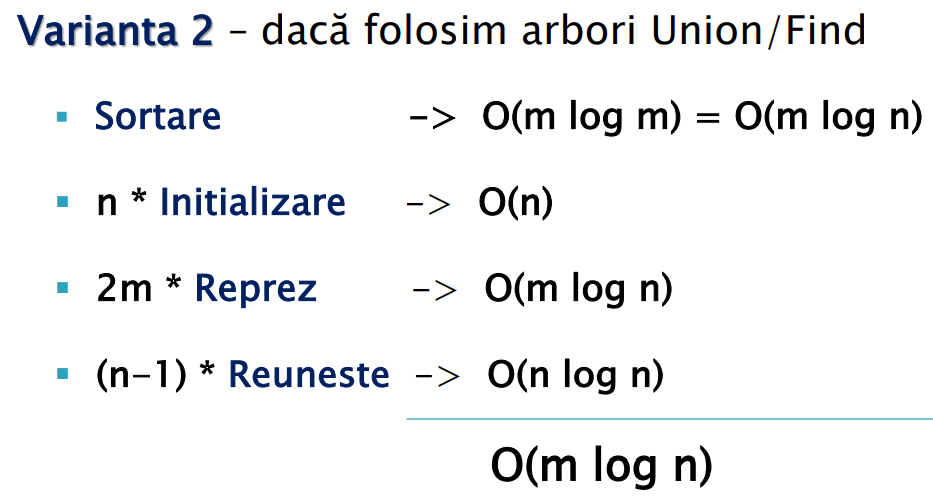 Varianta 2 – dacă folosim arbori Union/Find
▪ Sortare –> O(m log m) = O(m log n)
▪ n * Initializare –> O(n)
▪ 2m * Reprez –> O(m log n)
▪ (n–1) * Reuneste –> O(n log n)
O(m log n)